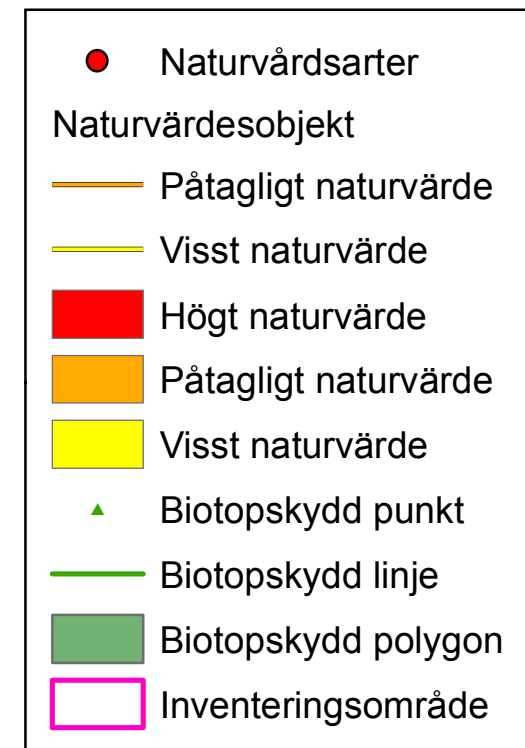 Naturvårdsarter
Naturvärdesobjekt
Påtagligt naturvärde
Visst naturvärde
Högt naturvärde
Påtagligt naturvärde
Visst naturvärde
Biotopskydd punkt
Biotopskydd linje
Biotopskydd polygon
Inventeringsområde